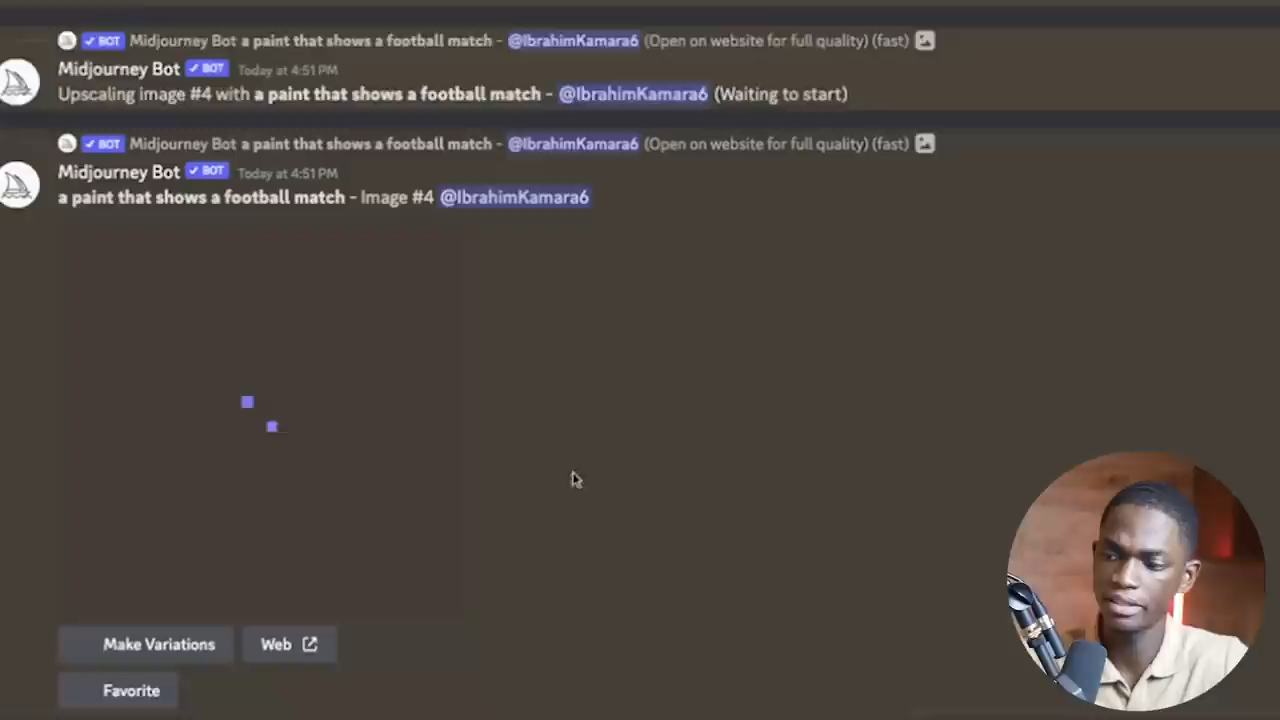 ✓ BOT Midjourney Bot a paint that shows a football match - @IbrahimKamara6 (Open on website for full quality) (fast)
Midjourney Bot ✓ BOT Today at 4:51 PM
Upscaling image #4 with a paint that shows a football match - @IbrahimKamara6 (Waiting to start)
✓ BOT Midjourney Bot a paint that shows a football match - @IbrahimKamara6 (Open on website for full quality) (fast)
Midjourney Bot ✓ BOT Today at 4:51 PM
a paint that shows a football match - Image #4 @IbrahimKamara6
Make Variations Web
Favorite